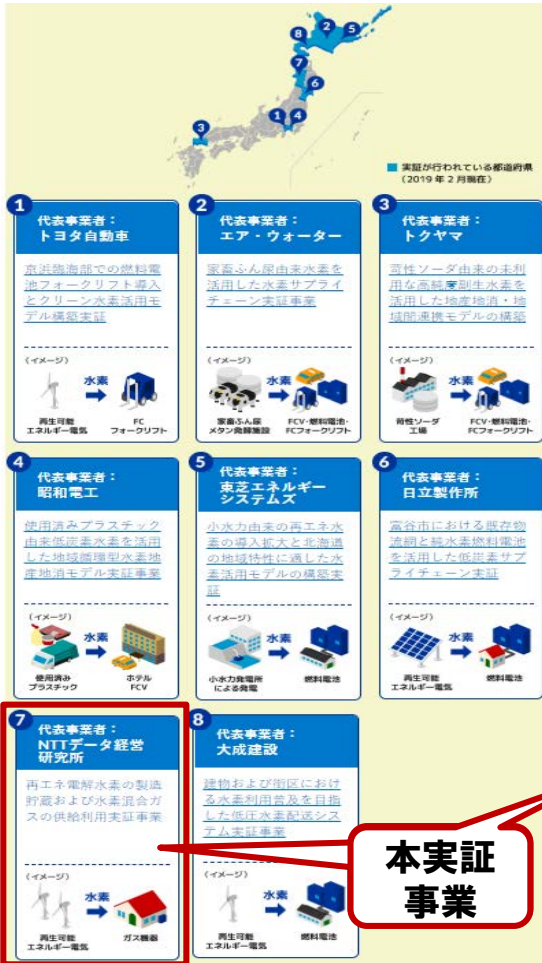 8
2
5
7
6
1
4
3
実証が行われている都道府県
(2019 年 2 月現在)
1
代表事業者：
トヨタ自動車
京浜臨海部での燃料電
池フォークリフト導入
とクリーン水素活用モ
デル構築実証
(イメージ)
水素
再生可能
エネルギー電気
FC
フォークリフト
2
代表事業者：
エア・ウォーター
家畜ふん尿由来水素を
活用した水素サプライ
チェーン実証事業
(イメージ)
水素
家畜ふん尿
メタン発酵施設
FCV･燃料電池･
FCフォークリフト
3
代表事業者：
トクヤマ
苛性ソーダ由来の未利
用な高純度副生水素を
活用した地産地消・地
域間連携モデルの構築
(イメージ)
水素
苛性ソーダ
工場
FCV･燃料電池･
FCフォークリフト
4
代表事業者：
昭和電工
使用済みプラスチック
由来低炭素水素を活用
した地域循環型水素地
産地消モデル実証事業
(イメージ)
水素
使用済み
プラスチック
ホテル
FCV
5
代表事業者：
東芝エネルギー
システムズ
小水力由来の再エネ水
素の導入拡大と北海道
の地域特性に適した水
素活用モデルの構築実
証
(イメージ)
水素
小水力発電所
による発電
燃料電池
6
代表事業者：
日立製作所
富谷市における既存物
流網と純水素燃料電池
を活用した低炭素サプ
ライチェーン実証
(イメージ)
水素
再生可能
エネルギー電気
燃料電池
7
代表事業者：
NTTデータ経営
研究所
再エネ電解水素の製造
貯蔵および水素混合ガ
スの供給利用実証事業
(イメージ)
水素
再生可能
エネルギー電気
ガス機器
8
代表事業者：
大成建設
建物および街区におけ
る水素利用普及を目指
した低圧水素配送シス
テム実証事業
(イメージ)
水素
再生可能
エネルギー電気
燃料電池
本実証
事業